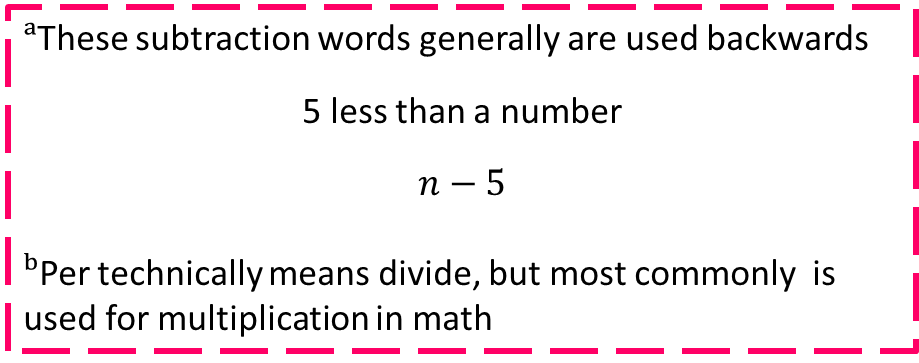 ᵃThese subtraction words generally are used backwards
5 less than a number
n − 5
ᵇPer technically means divide, but most commonly is
used for multiplication in math